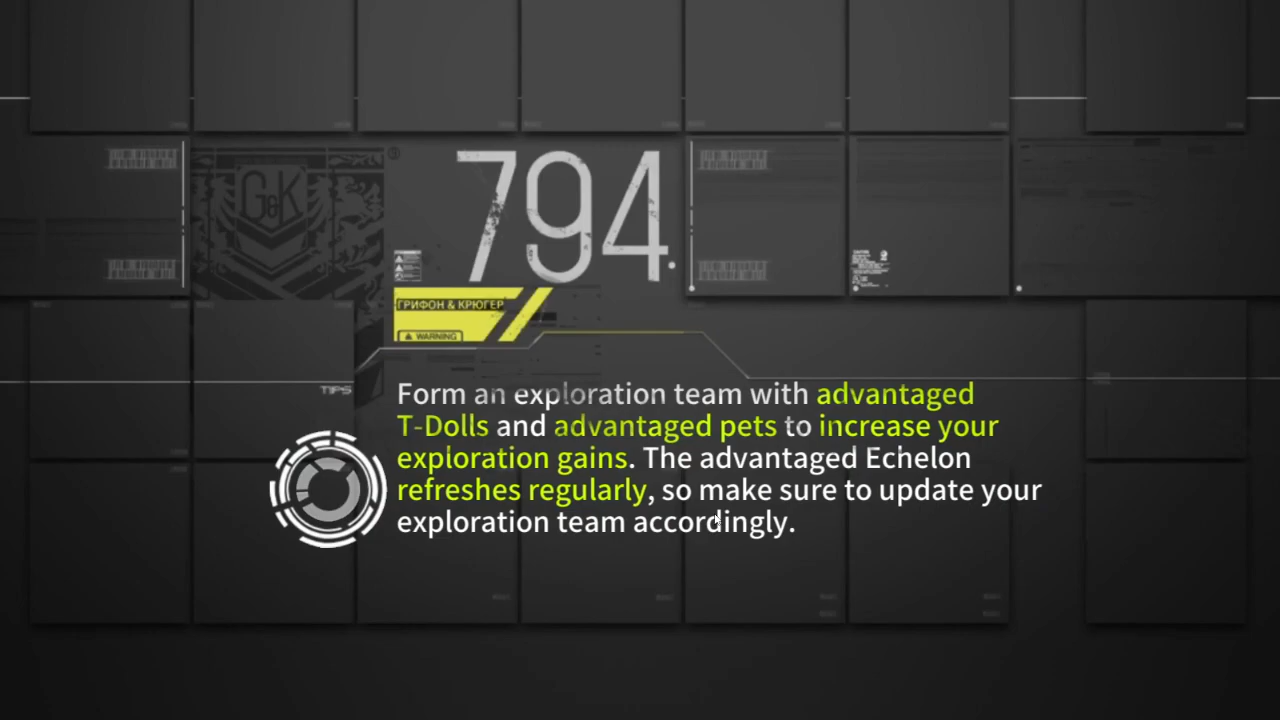 G&K
794.
ГРИФОН & КРЮГЕР
WARNING
TIPS
Form an exploration team with advantaged
T-Dolls and advantaged pets to increase your
exploration gains. The advantaged Echelon
refreshes regularly, so make sure to update your
exploration team accordingly.